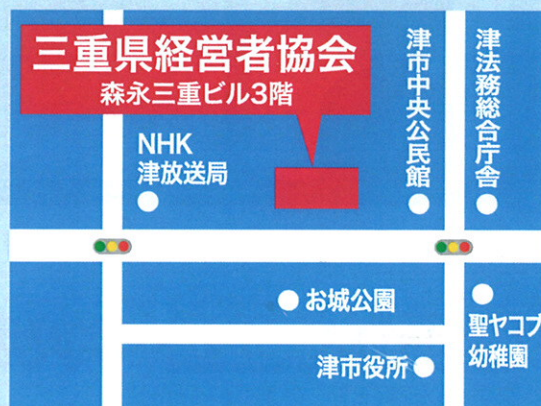 三重県経営者協会
森永三重ビル3階
NHK
津放送局
津市中央公民館
津法務総合庁舎
お城公園
聖ヤコブ
幼稚園
津市役所